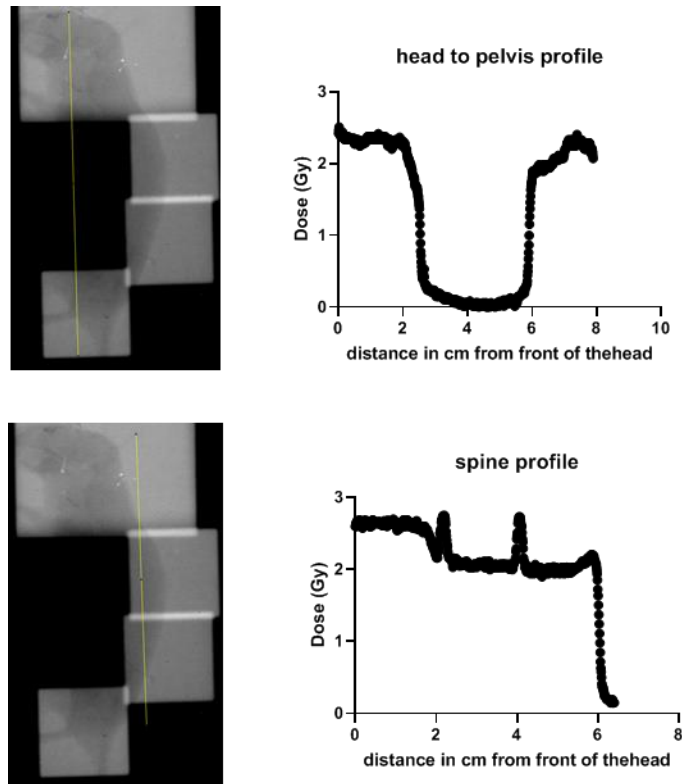 head to pelvis profile
3
2
1
0
Dose (Gy)
0 2 4 6 8 10
distance in cm from front of thehead
spine profile
3
2
1
0
Dose (Gy)
0 2 4 6 8
distance in cm from front of thehead